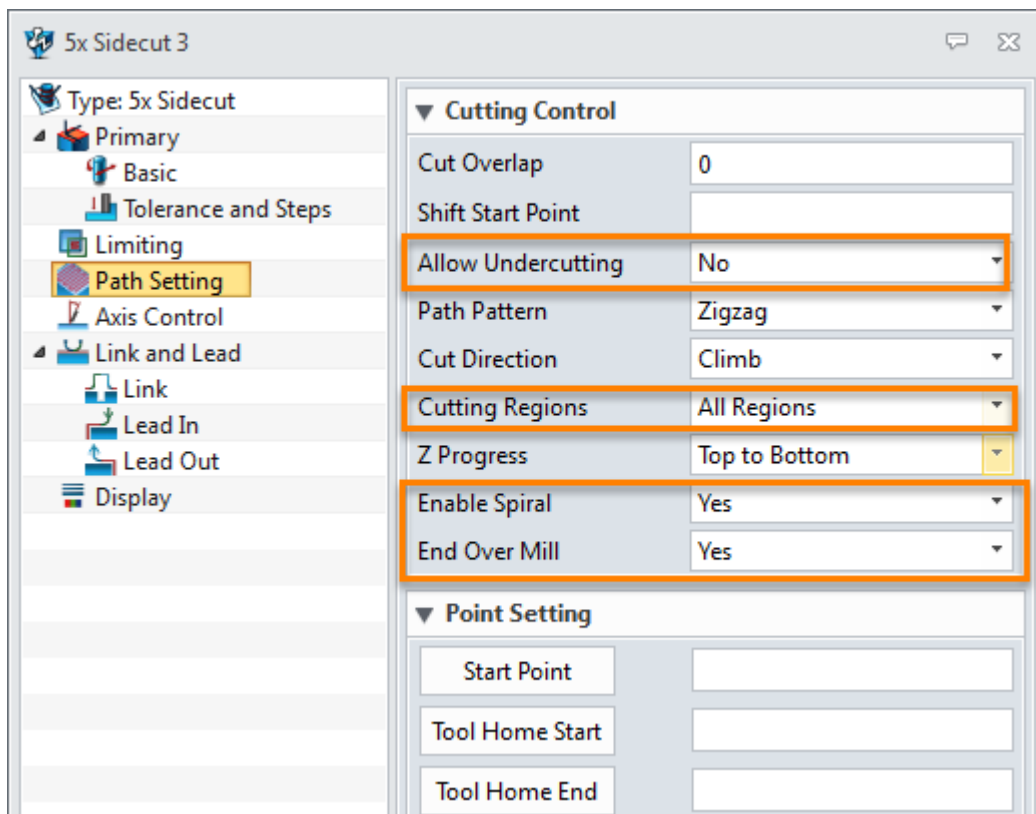 5x Sidecut 3
Type: 5x Sidecut
Primary
Basic
Tolerance and Steps
Limiting
Path Setting
Axis Control
Link and Lead
Link
Lead In
Lead Out
Display
Cutting Control
Cut Overlap 0
Shift Start Point
Allow Undercutting No
Path Pattern Zigzag
Cut Direction Climb
Cutting Regions All Regions
Z Progress Top to Bottom
Enable Spiral Yes
End Over Mill Yes
Point Setting
Start Point
Tool Home Start
Tool Home End